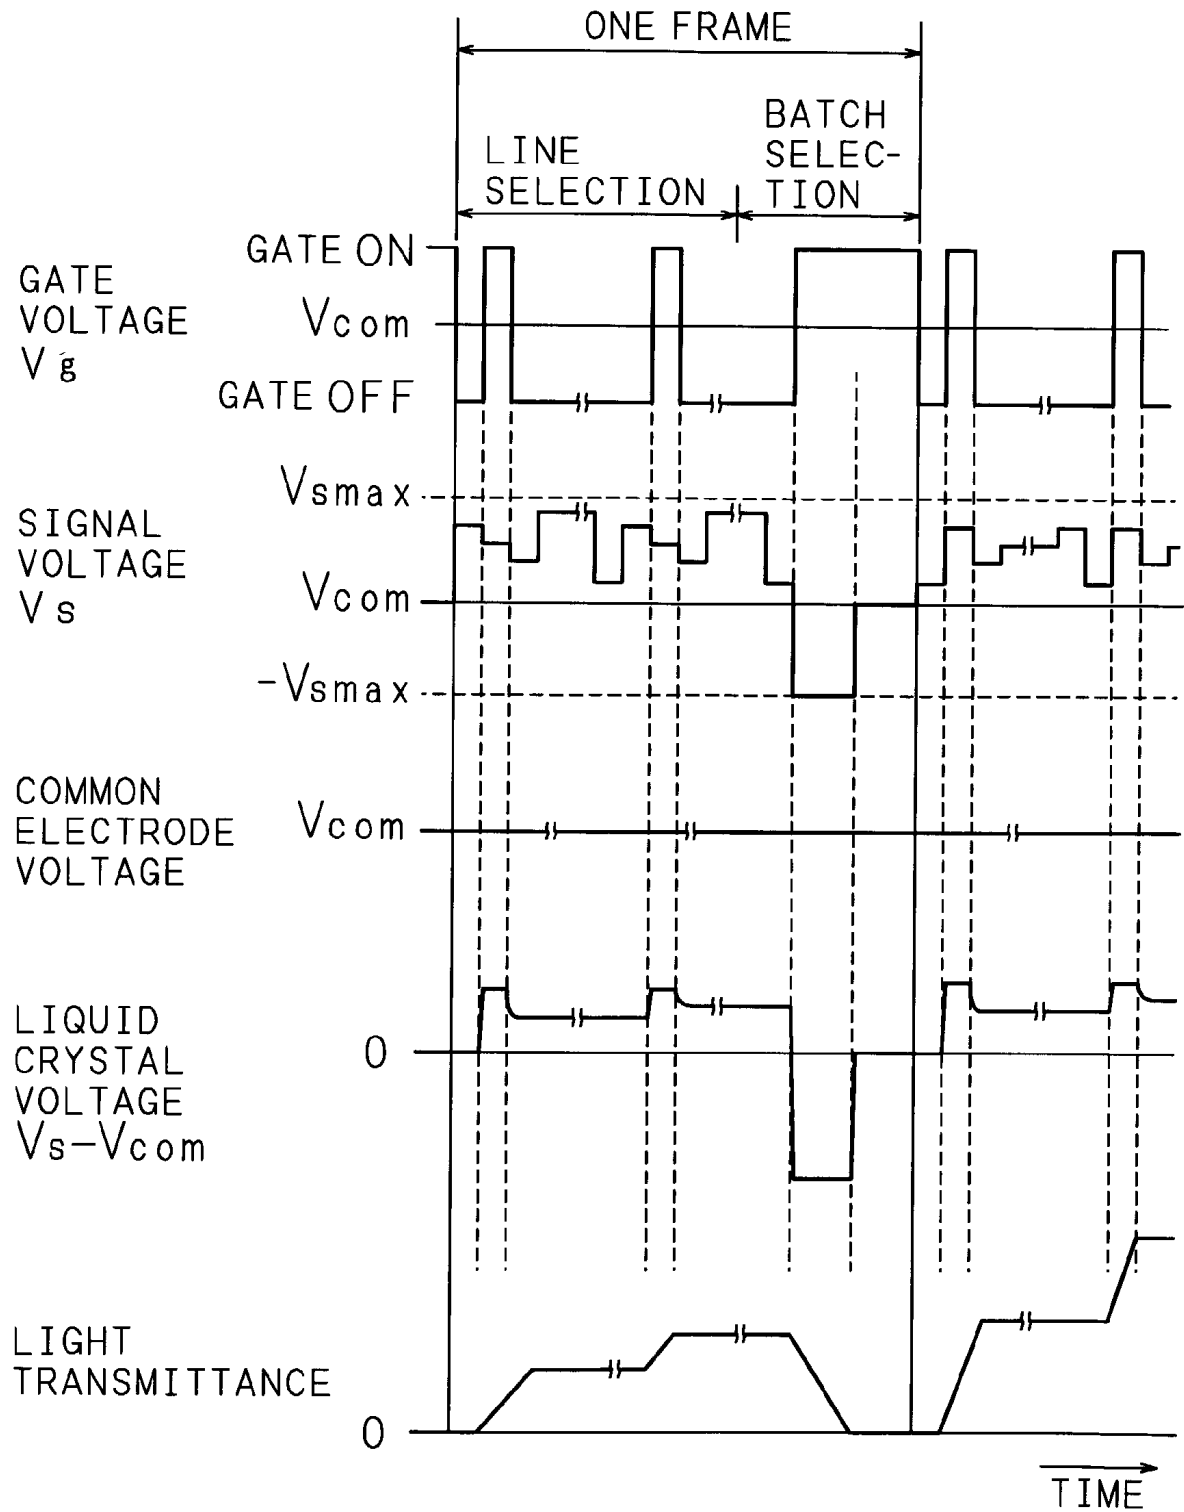 ONE FRAME
BATCH
SELEC-
TION
LINE
SELECTION
GATE ON
GATE
VOLTAGE
Vg
Vcom
GATE OFF
Vsmax
SIGNAL
VOLTAGE
Vs
Vcom
-Vsmax
COMMON
ELECTRODE
VOLTAGE
Vcom
LIQUID
CRYSTAL
VOLTAGE
Vs-Vcom
0
LIGHT
TRANSMITTANCE
0
TIME